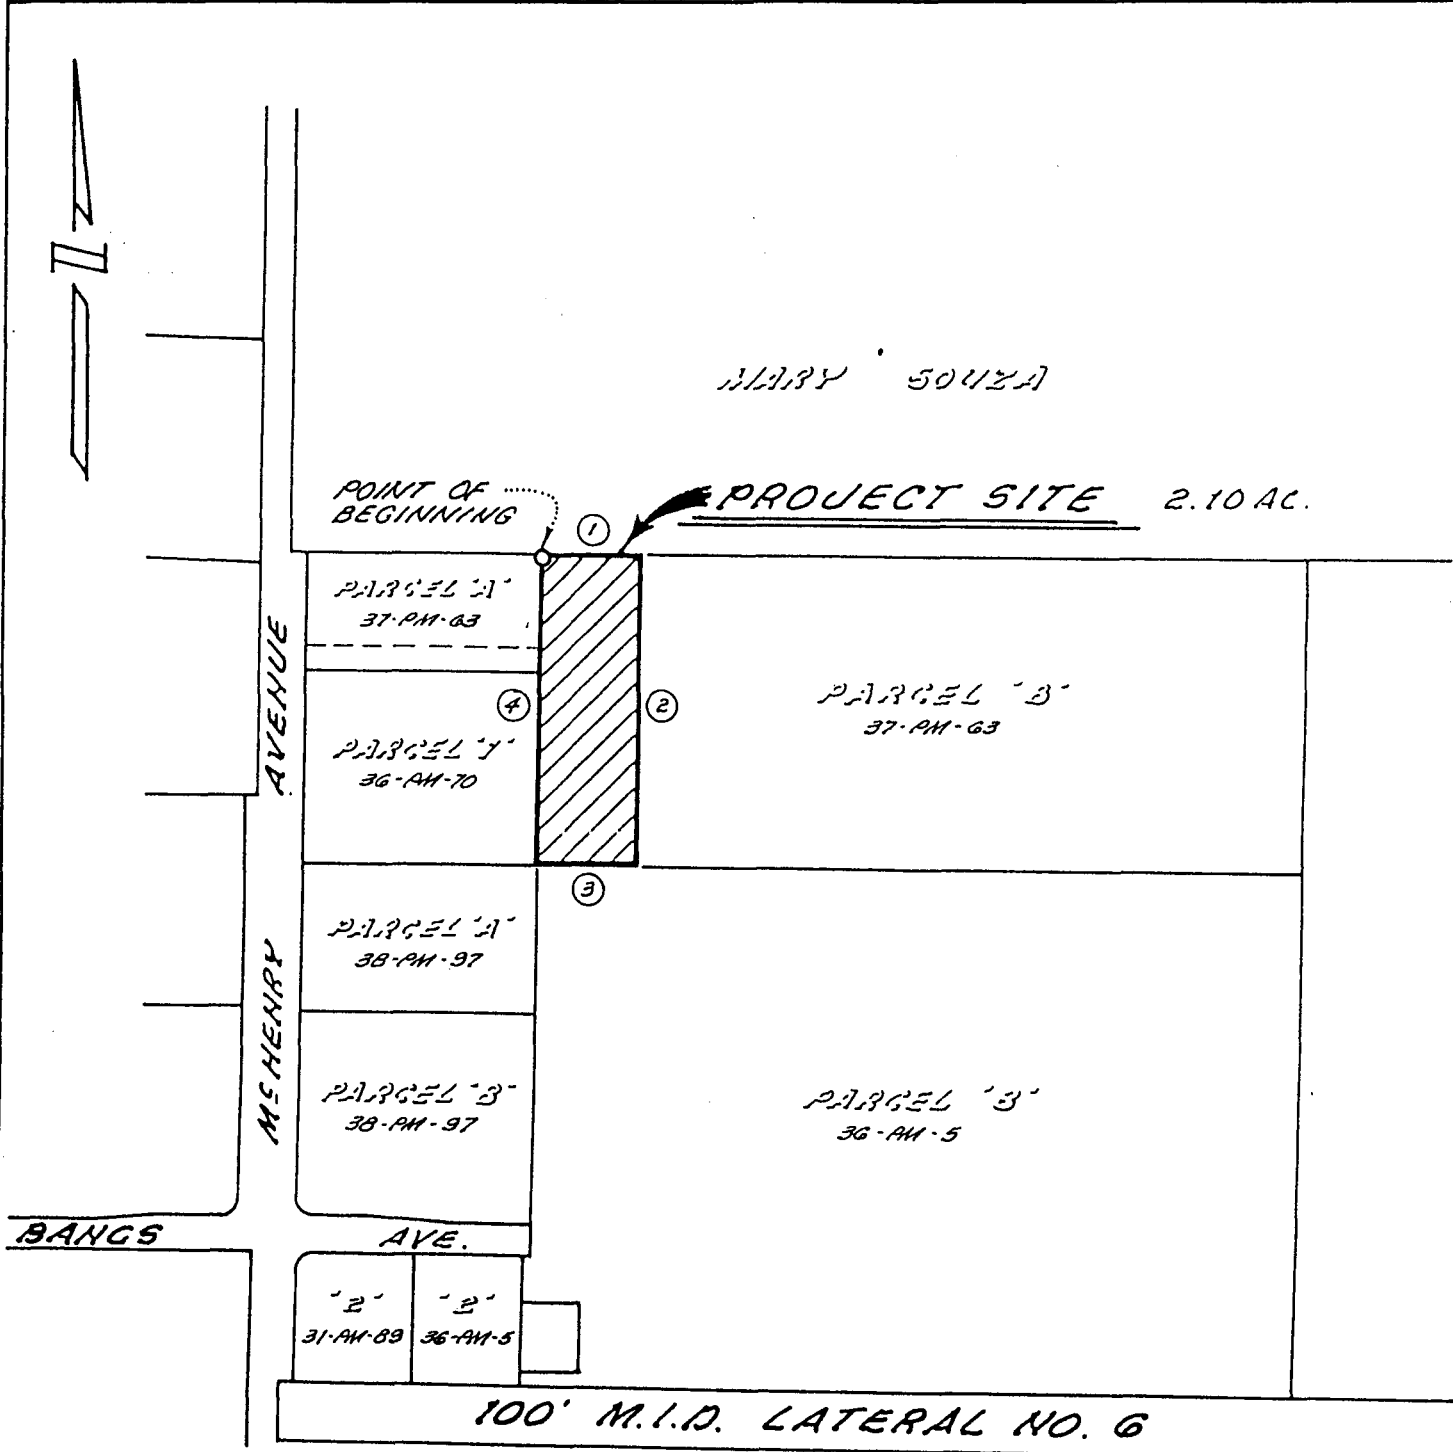 N
MARY SOUZA
POINT OF
BEGINNING
PROJECT SITE 2.10 AC.
1
PARCEL 'A'
37-PM-63
AVENUE
4
2
PARCEL 'B'
37-PM-63
PARCEL '1'
36-PM-70
3
PARCEL 'A'
38-PM-97
McHENRY
PARCEL 'B'
38-PM-97
PARCEL 'B'
36-PM-5
BANGS AVE.
'2' '2'
31-PM-89 36-PM-5
100' M.I.D. LATERAL NO. 6